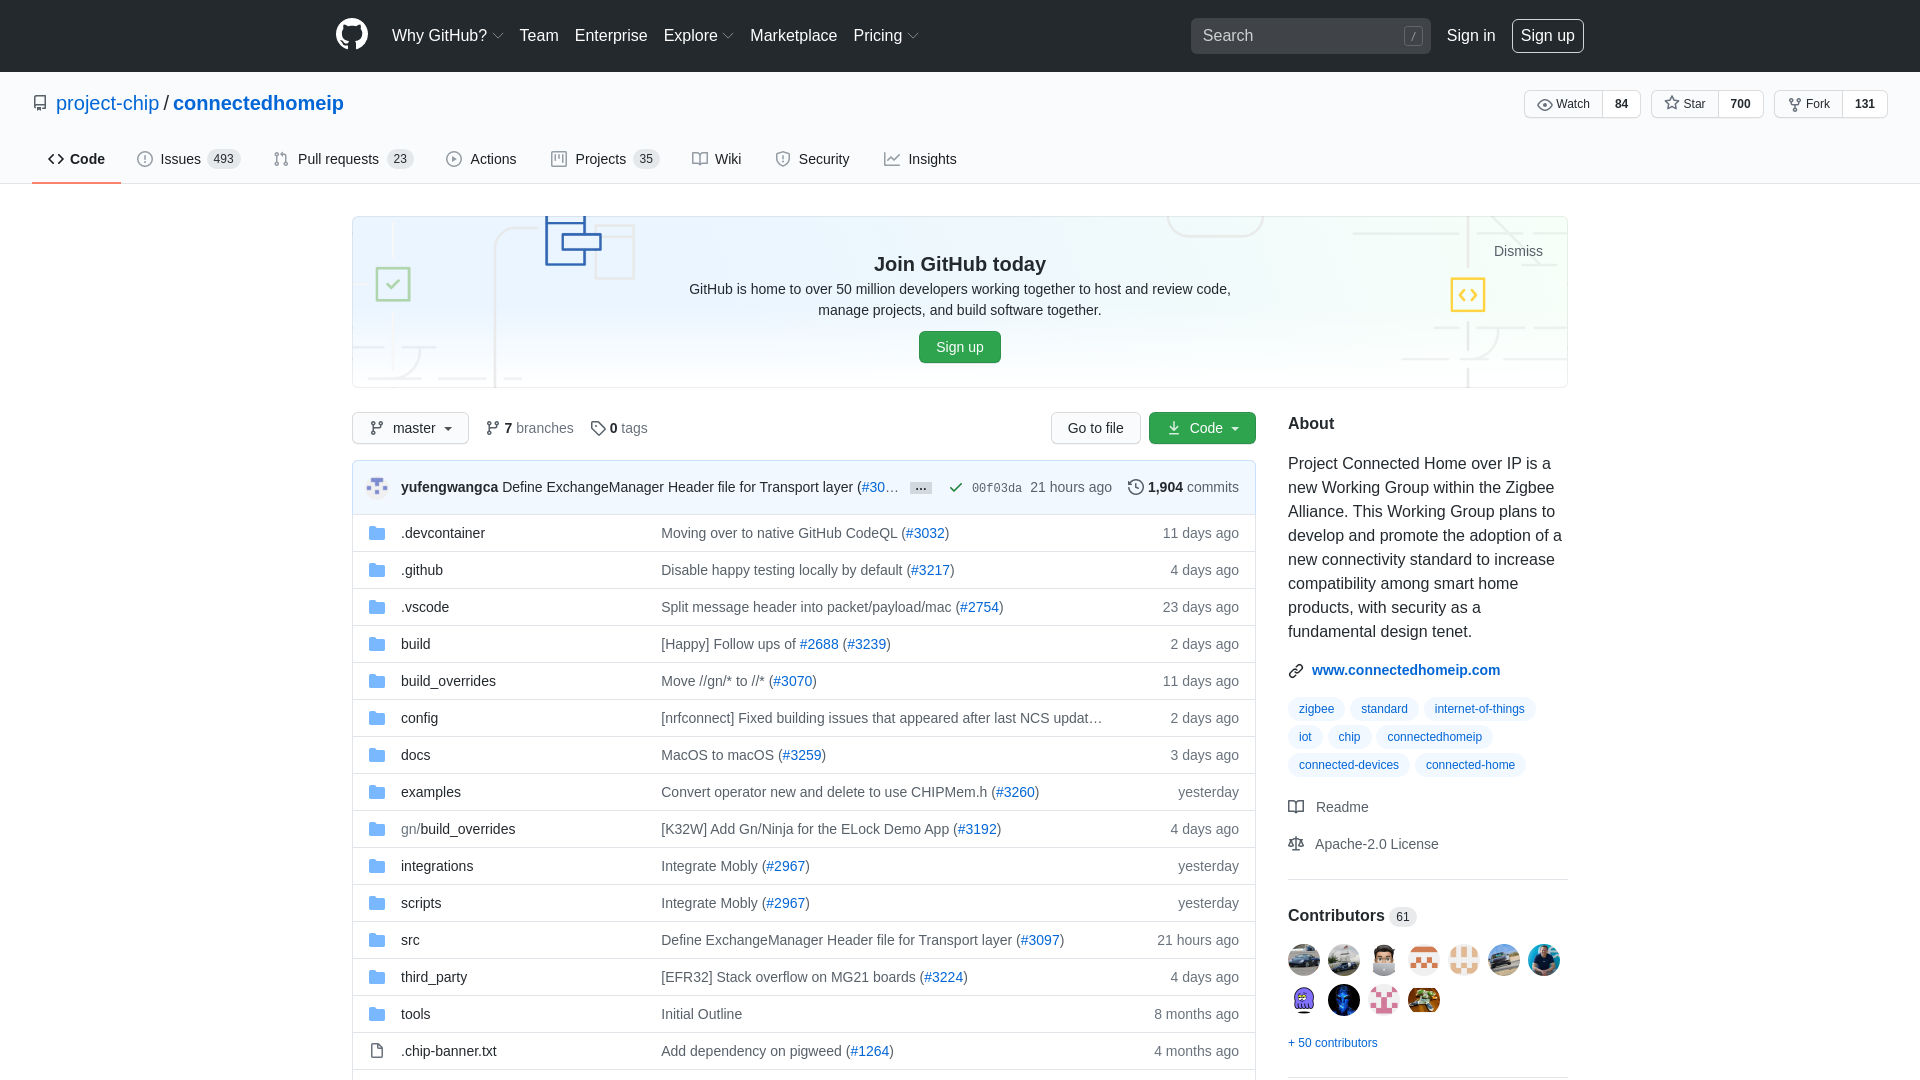 Why GitHub? Team Enterprise Explore Marketplace Pricing Search / Sign in Sign up
project-chip / connectedhomeip Watch 84 Star 700 Fork 131
Code Issues 493 Pull requests 23 Actions Projects 35 Wiki Security Insights
Dismiss
Join GitHub today
GitHub is home to over 50 million developers working together to host and review code,
manage projects, and build software together.
Sign up
master 7 branches 0 tags Go to file Code
yufengwangca Define ExchangeManager Header file for Transport layer (#30… … 00f03da 21 hours ago 1,904 commits
.devcontainer Moving over to native GitHub CodeQL (#3032) 11 days ago
.github Disable happy testing locally by default (#3217) 4 days ago
.vscode Split message header into packet/payload/mac (#2754) 23 days ago
build [Happy] Follow ups of #2688 (#3239) 2 days ago
build_overrides Move //gn/* to //* (#3070) 11 days ago
config [nrfconnect] Fixed building issues that appeared after last NCS updat… 2 days ago
docs MacOS to macOS (#3259) 3 days ago
examples Convert operator new and delete to use CHIPMem.h (#3260) yesterday
gn/build_overrides [K32W] Add Gn/Ninja for the ELock Demo App (#3192) 4 days ago
integrations Integrate Mobly (#2967) yesterday
scripts Integrate Mobly (#2967) yesterday
src Define ExchangeManager Header file for Transport layer (#3097) 21 hours ago
third_party [EFR32] Stack overflow on MG21 boards (#3224) 4 days ago
tools Initial Outline 8 months ago
.chip-banner.txt Add dependency on pigweed (#1264) 4 months ago
About
Project Connected Home over IP is a
new Working Group within the Zigbee
Alliance. This Working Group plans to
develop and promote the adoption of a
new connectivity standard to increase
compatibility among smart home
products, with security as a
fundamental design tenet.
www.connectedhomeip.com
zigbee standard internet-of-things
iot chip connectedhomeip
connected-devices connected-home
Readme
Apache-2.0 License
Contributors 61
+ 50 contributors